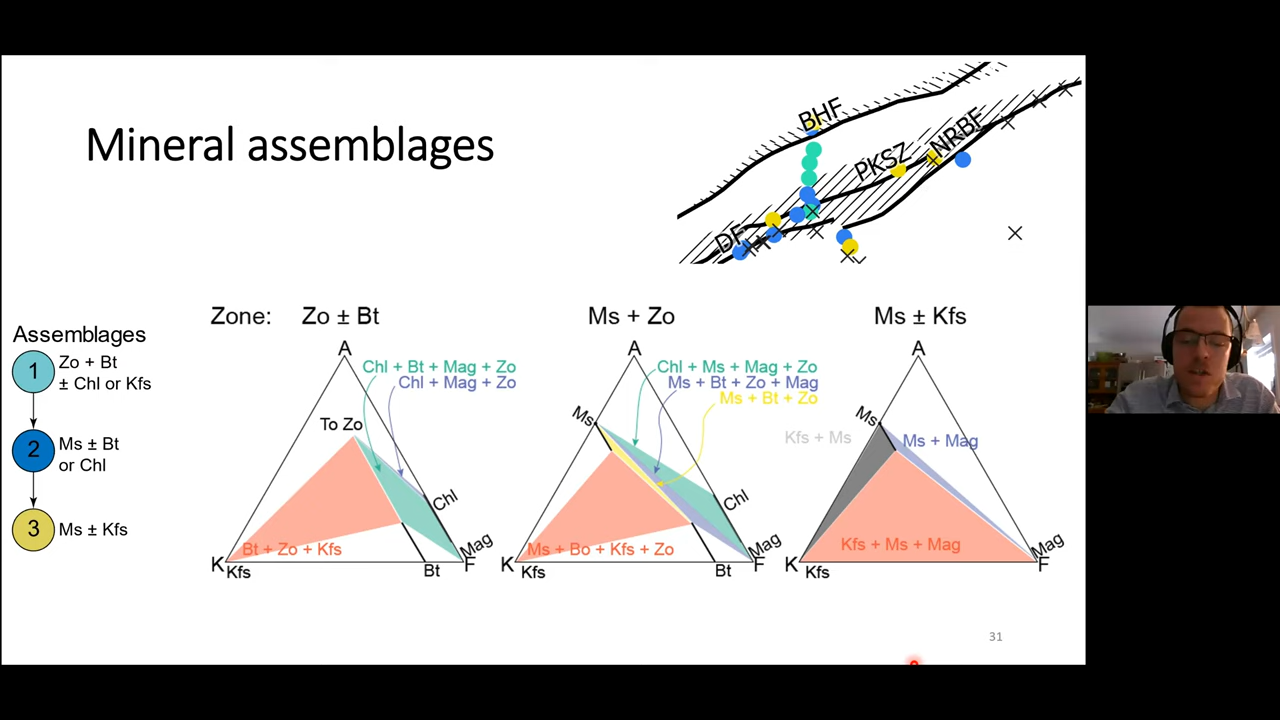 Mineral assemblages
BHF
PKSZ
NRBF
DF
Assemblages
1
Zo + Bt
± Chl or Kfs
2
Ms ± Bt
or Chl
3
Ms ± Kfs
Zone: Zo ± Bt
A
Chl + Bt + Mag + Zo
Chl + Mag + Zo
To Zo
Chl
Mag
Bt + Zo + Kfs
K
Kfs
Bt
F
Ms + Zo
A
Chl + Ms + Mag + Zo
Ms + Bt + Zo + Mag
Ms + Bt + Zo
Ms
Chl
Mag
Ms + Bo + Kfs + Zo
K
Kfs
Bt
F
Ms ± Kfs
A
Ms
Kfs + Ms
Ms + Mag
Kfs + Ms + Mag
Mag
K
Kfs
F
31